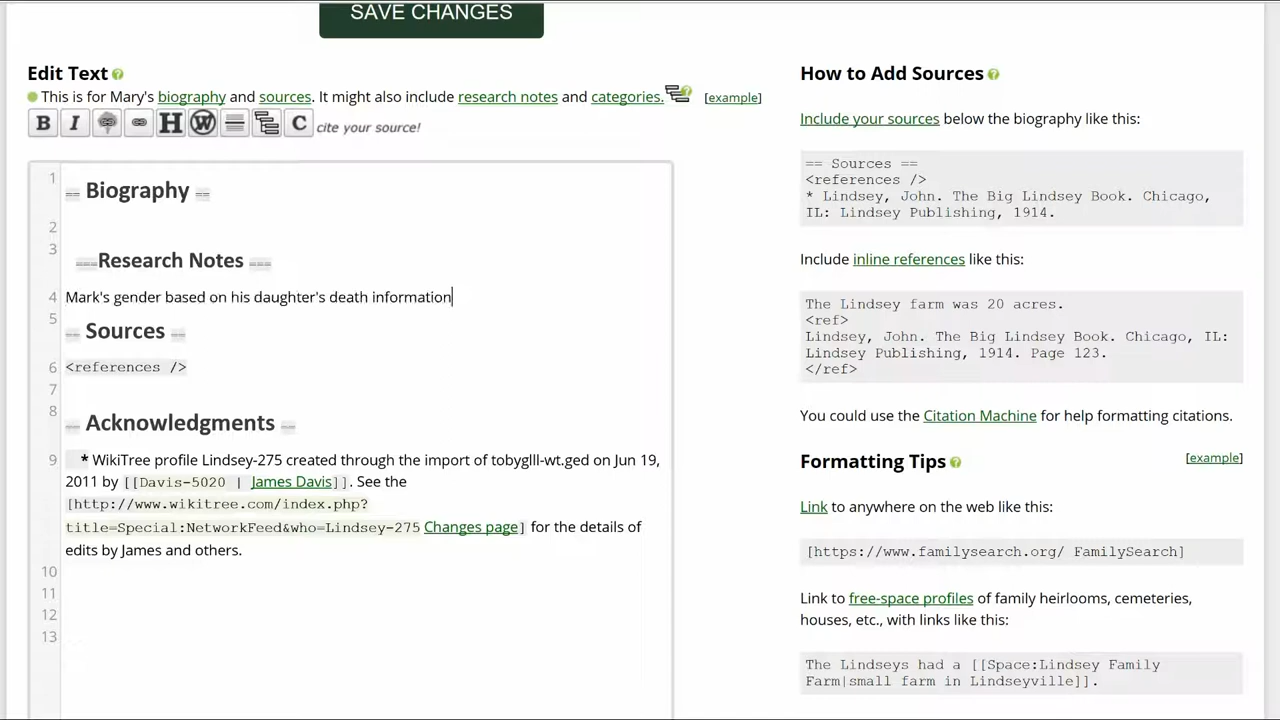 SAVE CHANGES
Edit Text
This is for Mary's biography and sources. It might also include research notes and categories. [example]
B I H W C cite your source!
1 == Biography ==
2
3 ===Research Notes ===
4 Mark's gender based on his daughter's death information
5 == Sources ==
6 <references />
7
8 == Acknowledgments ==
9 * WikiTree profile Lindsey-275 created through the import of tobyglll-wt.ged on Jun 19,
2011 by [[Davis-5020 | James Davis]]. See the
[http://www.wikitree.com/index.php?
title=Special:NetworkFeed&who=Lindsey-275 Changes page] for the details of
edits by James and others.
10
11
12
13
How to Add Sources
Include your sources below the biography like this:
== Sources ==
<references />
* Lindsey, John. The Big Lindsey Book. Chicago,
IL: Lindsey Publishing, 1914.
Include inline references like this:
The Lindsey farm was 20 acres.
<ref>
Lindsey, John. The Big Lindsey Book. Chicago, IL:
Lindsey Publishing, 1914. Page 123.
</ref>
You could use the Citation Machine for help formatting citations.
Formatting Tips [example]
Link to anywhere on the web like this:
[https://www.familysearch.org/ FamilySearch]
Link to free-space profiles of family heirlooms, cemeteries,
houses, etc., with links like this:
The Lindseys had a [[Space:Lindsey Family
Farm|small farm in Lindseyville]].